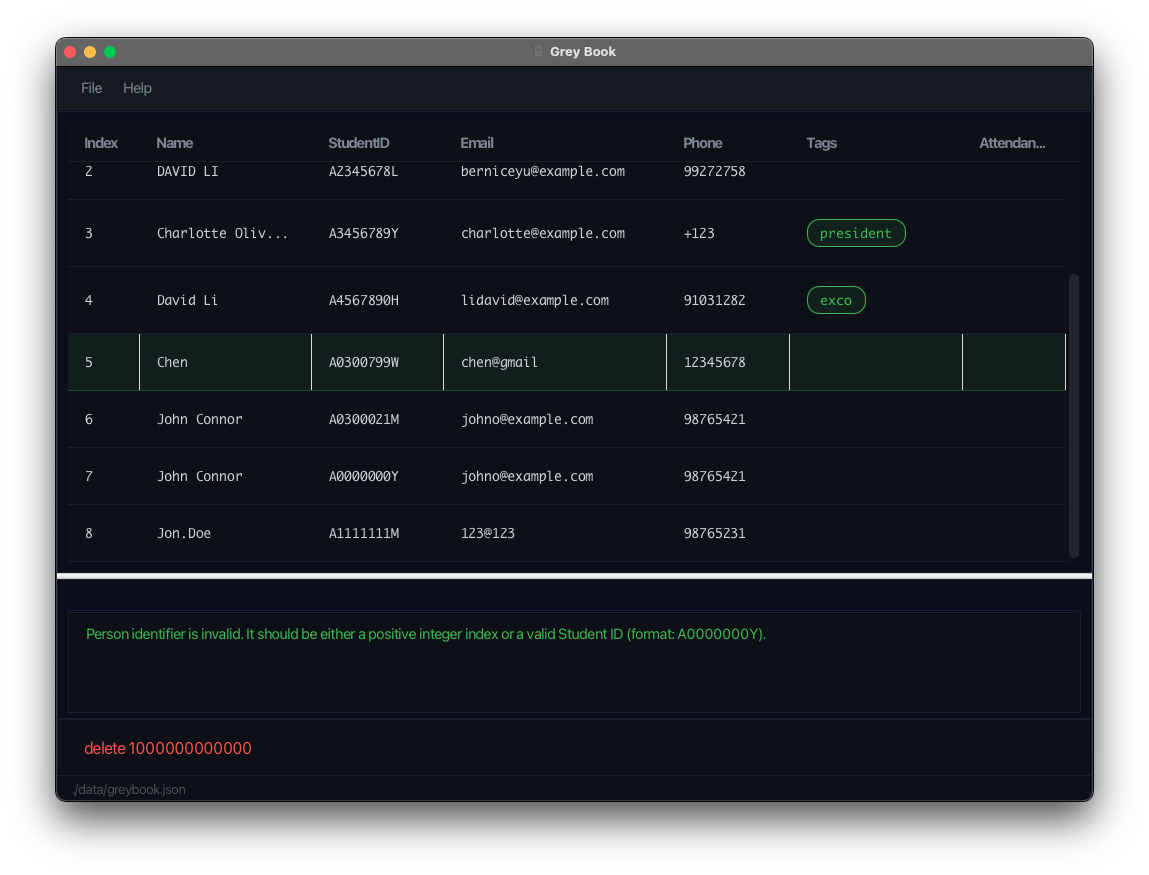 Grey Book
File Help
Index Name StudentID Email Phone Tags Attendan...
2 DAVID LI A2345678L berniceyu@example.com 99272758
3 Charlotte Oliv... A3456789Y charlotte@example.com +123 president
4 David Li A4567890H lidavid@example.com 91031282 exco
5 Chen A0300799W chen@gmail 12345678
6 John Connor A0300021M johno@example.com 98765421
7 John Connor A0000000Y johno@example.com 98765421
8 Jon.Doe A1111111M 123@123 98765231
Person identifier is invalid. It should be either a positive integer index or a valid Student ID (format: A0000000Y).
delete 1000000000000
./data/greybook.json